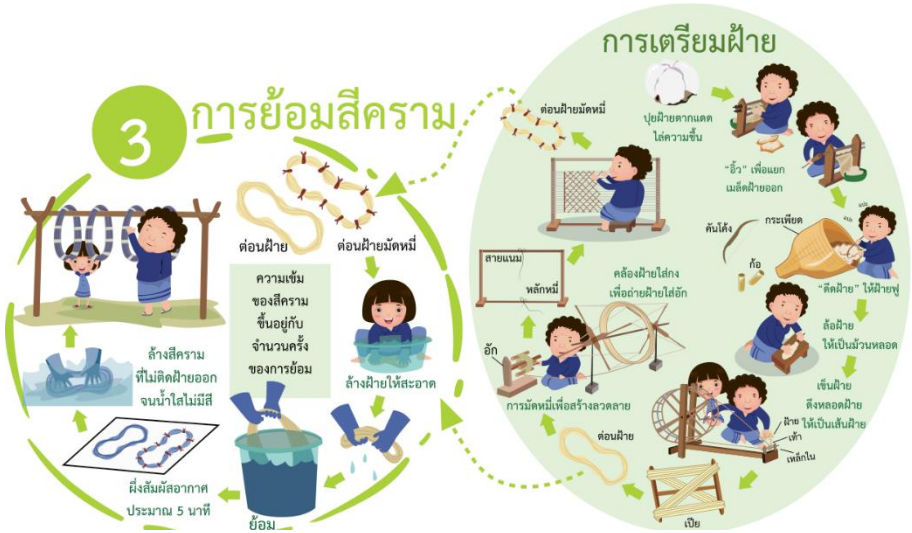 3
การย้อมสีคราม
ต่อนฝ้าย
ต่อนฝ้ายมัดหมี่
ความเข้ม
ของสีคราม
ขึ้นอยู่กับ
จำนวนครั้ง
ของการย้อม
ล้างฝ้ายให้สะอาด
ย้อม
ผึ่งสัมผัสอากาศ
ประมาณ 5 นาที
ล้างสีคราม
ที่ไม่ติดฝ้ายออก
จนน้ำใสไม่มีสี
การเตรียมฝ้าย
ปุยฝ้ายตากแดด
ไล่ความชื้น
"อิ้ว" เพื่อแยก
เมล็ดฝ้ายออก
คันโค้ง
กระเพียด
ก้อ
แปะ
แปะ
"ดีดฝ้าย" ให้ฝ้ายฟู
ล้อฝ้าย
ให้เป็นม้วนหลอด
เข็นฝ้าย
ดึงหลอดฝ้าย
ให้เป็นเส้นฝ้าย
ฝ้าย
เท้า
เหล็กไน
เปีย
ต่อนฝ้าย
คล้องฝ้ายใส่กง
เพื่อถ่ายฝ้ายใส่อัก
อัก
การมัดหมี่เพื่อสร้างลวดลาย
สายแนม
หลักหมี่
ต่อนฝ้ายมัดหมี่